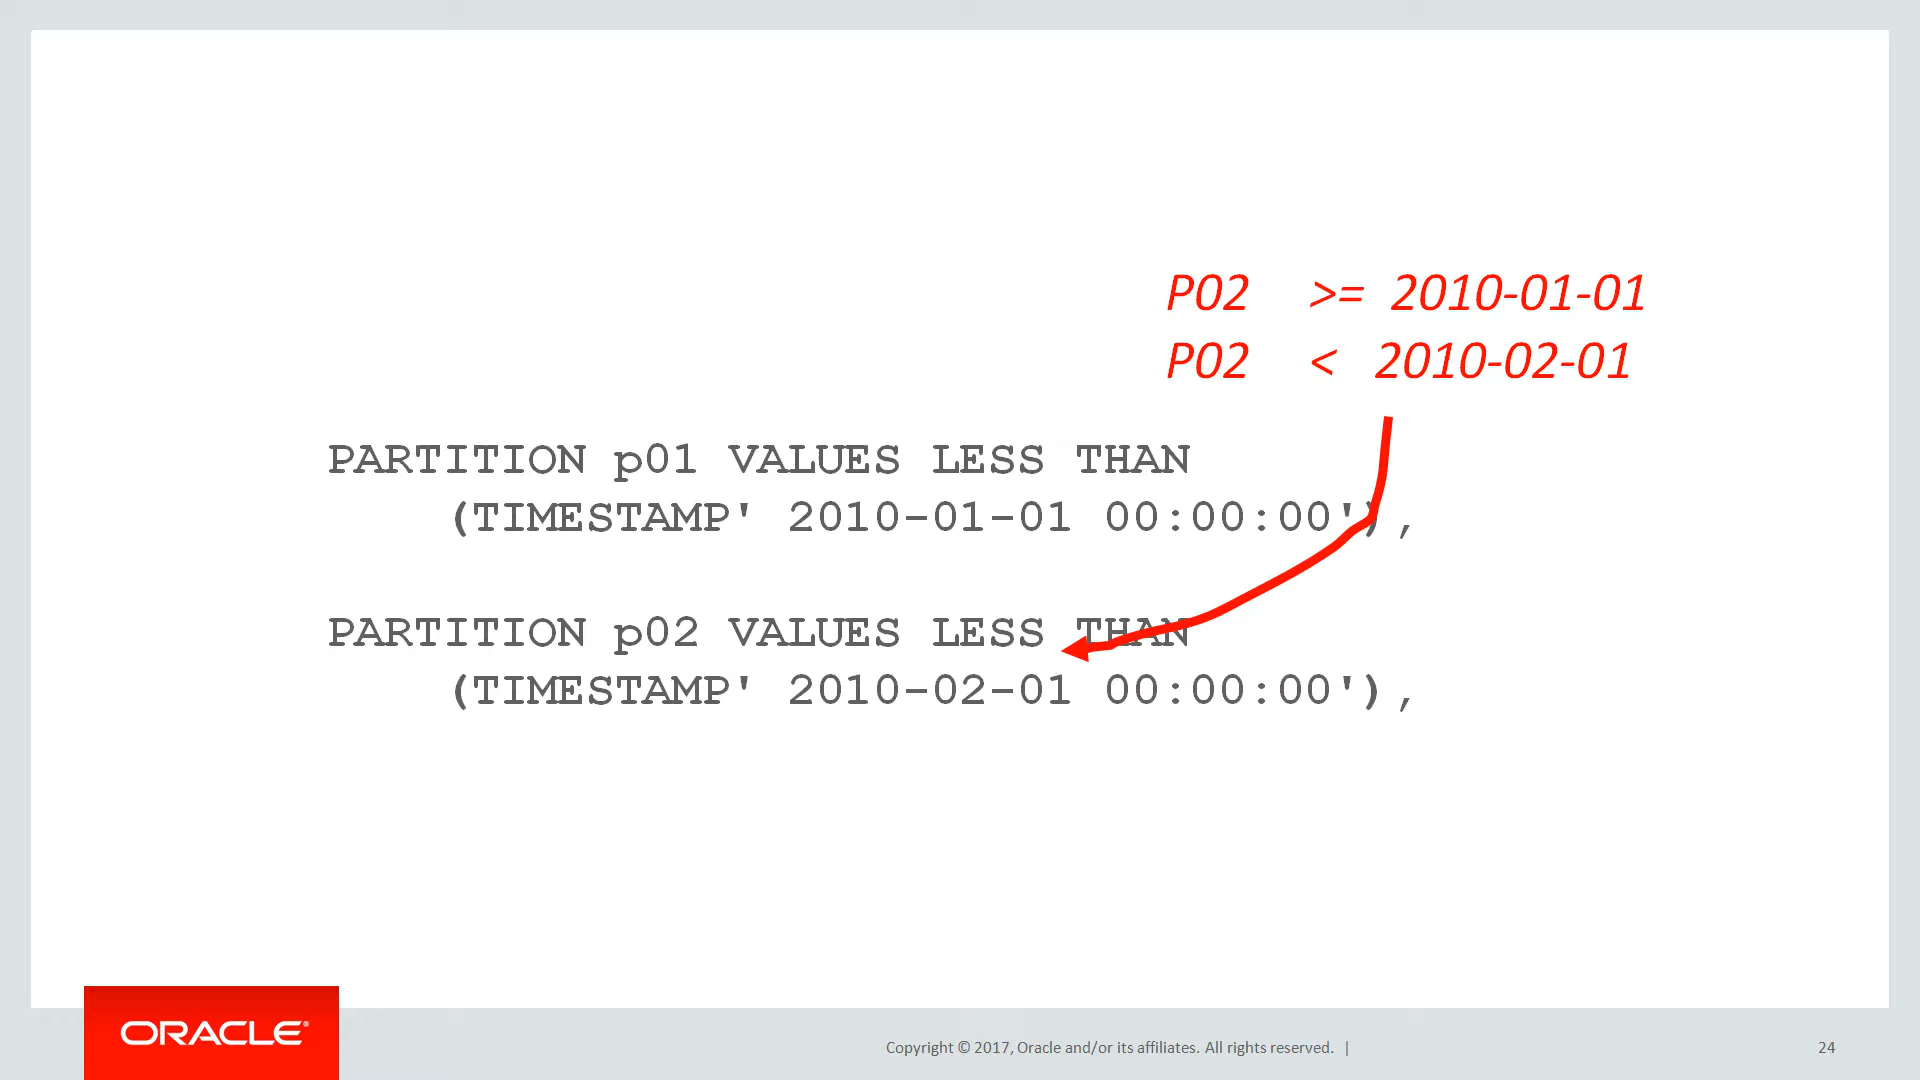 P02 >= 2010-01-01
P02 < 2010-02-01
PARTITION p01 VALUES LESS THAN
(TIMESTAMP' 2010-01-01 00:00:00'),
PARTITION p02 VALUES LESS THAN
(TIMESTAMP' 2010-02-01 00:00:00'),
ORACLE®
Copyright © 2017, Oracle and/or its affiliates. All rights reserved. |
24